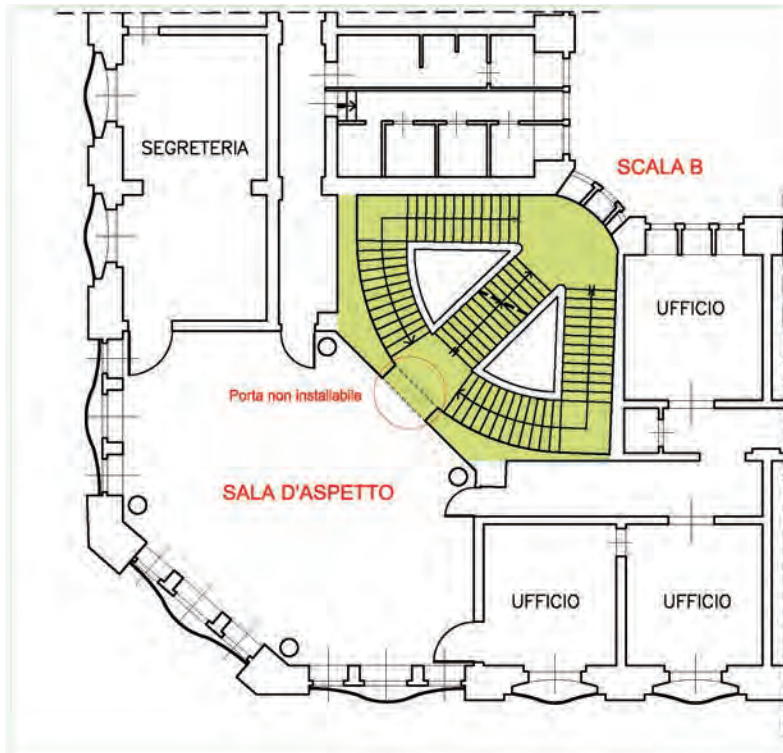 SEGRETERIA
SCALA B
UFFICIO
Porta non installabile
SALA D'ASPETTO
UFFICIO
UFFICIO